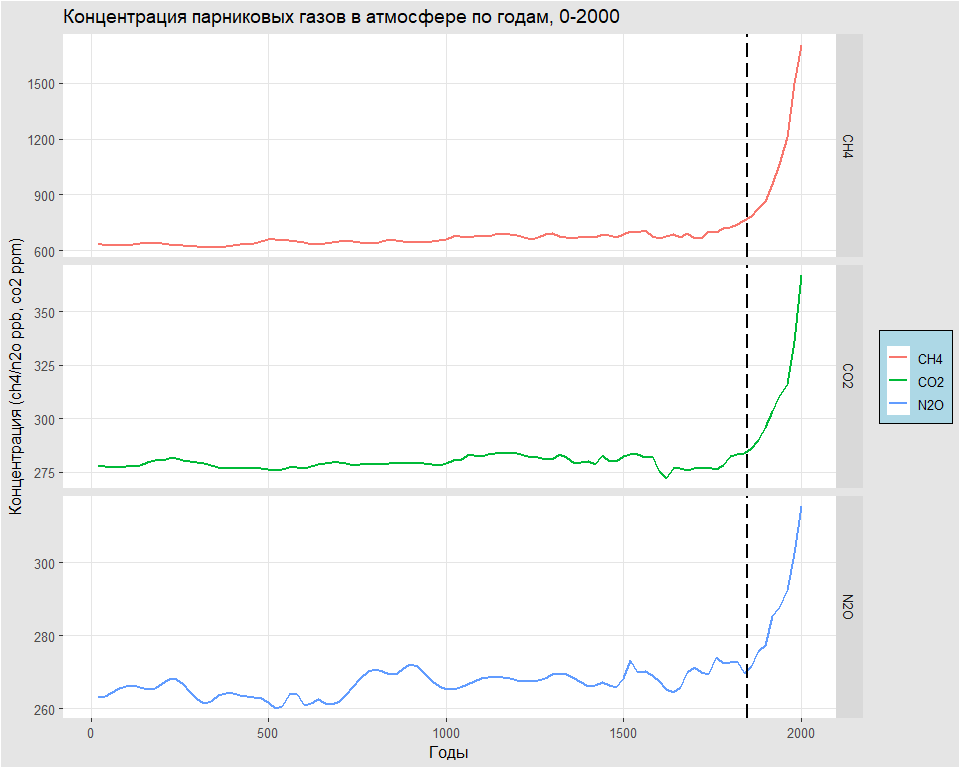 Концентрация парниковых газов в атмосфере по годам, 0-2000
Концентрация (ch4/n2o ppb, co2 ppm)
1500
1200
900
600
CH4
350
325
300
275
CO2
300
280
260
N2O
0 500 1000 1500 2000
Годы
CH4
CO2
N2O